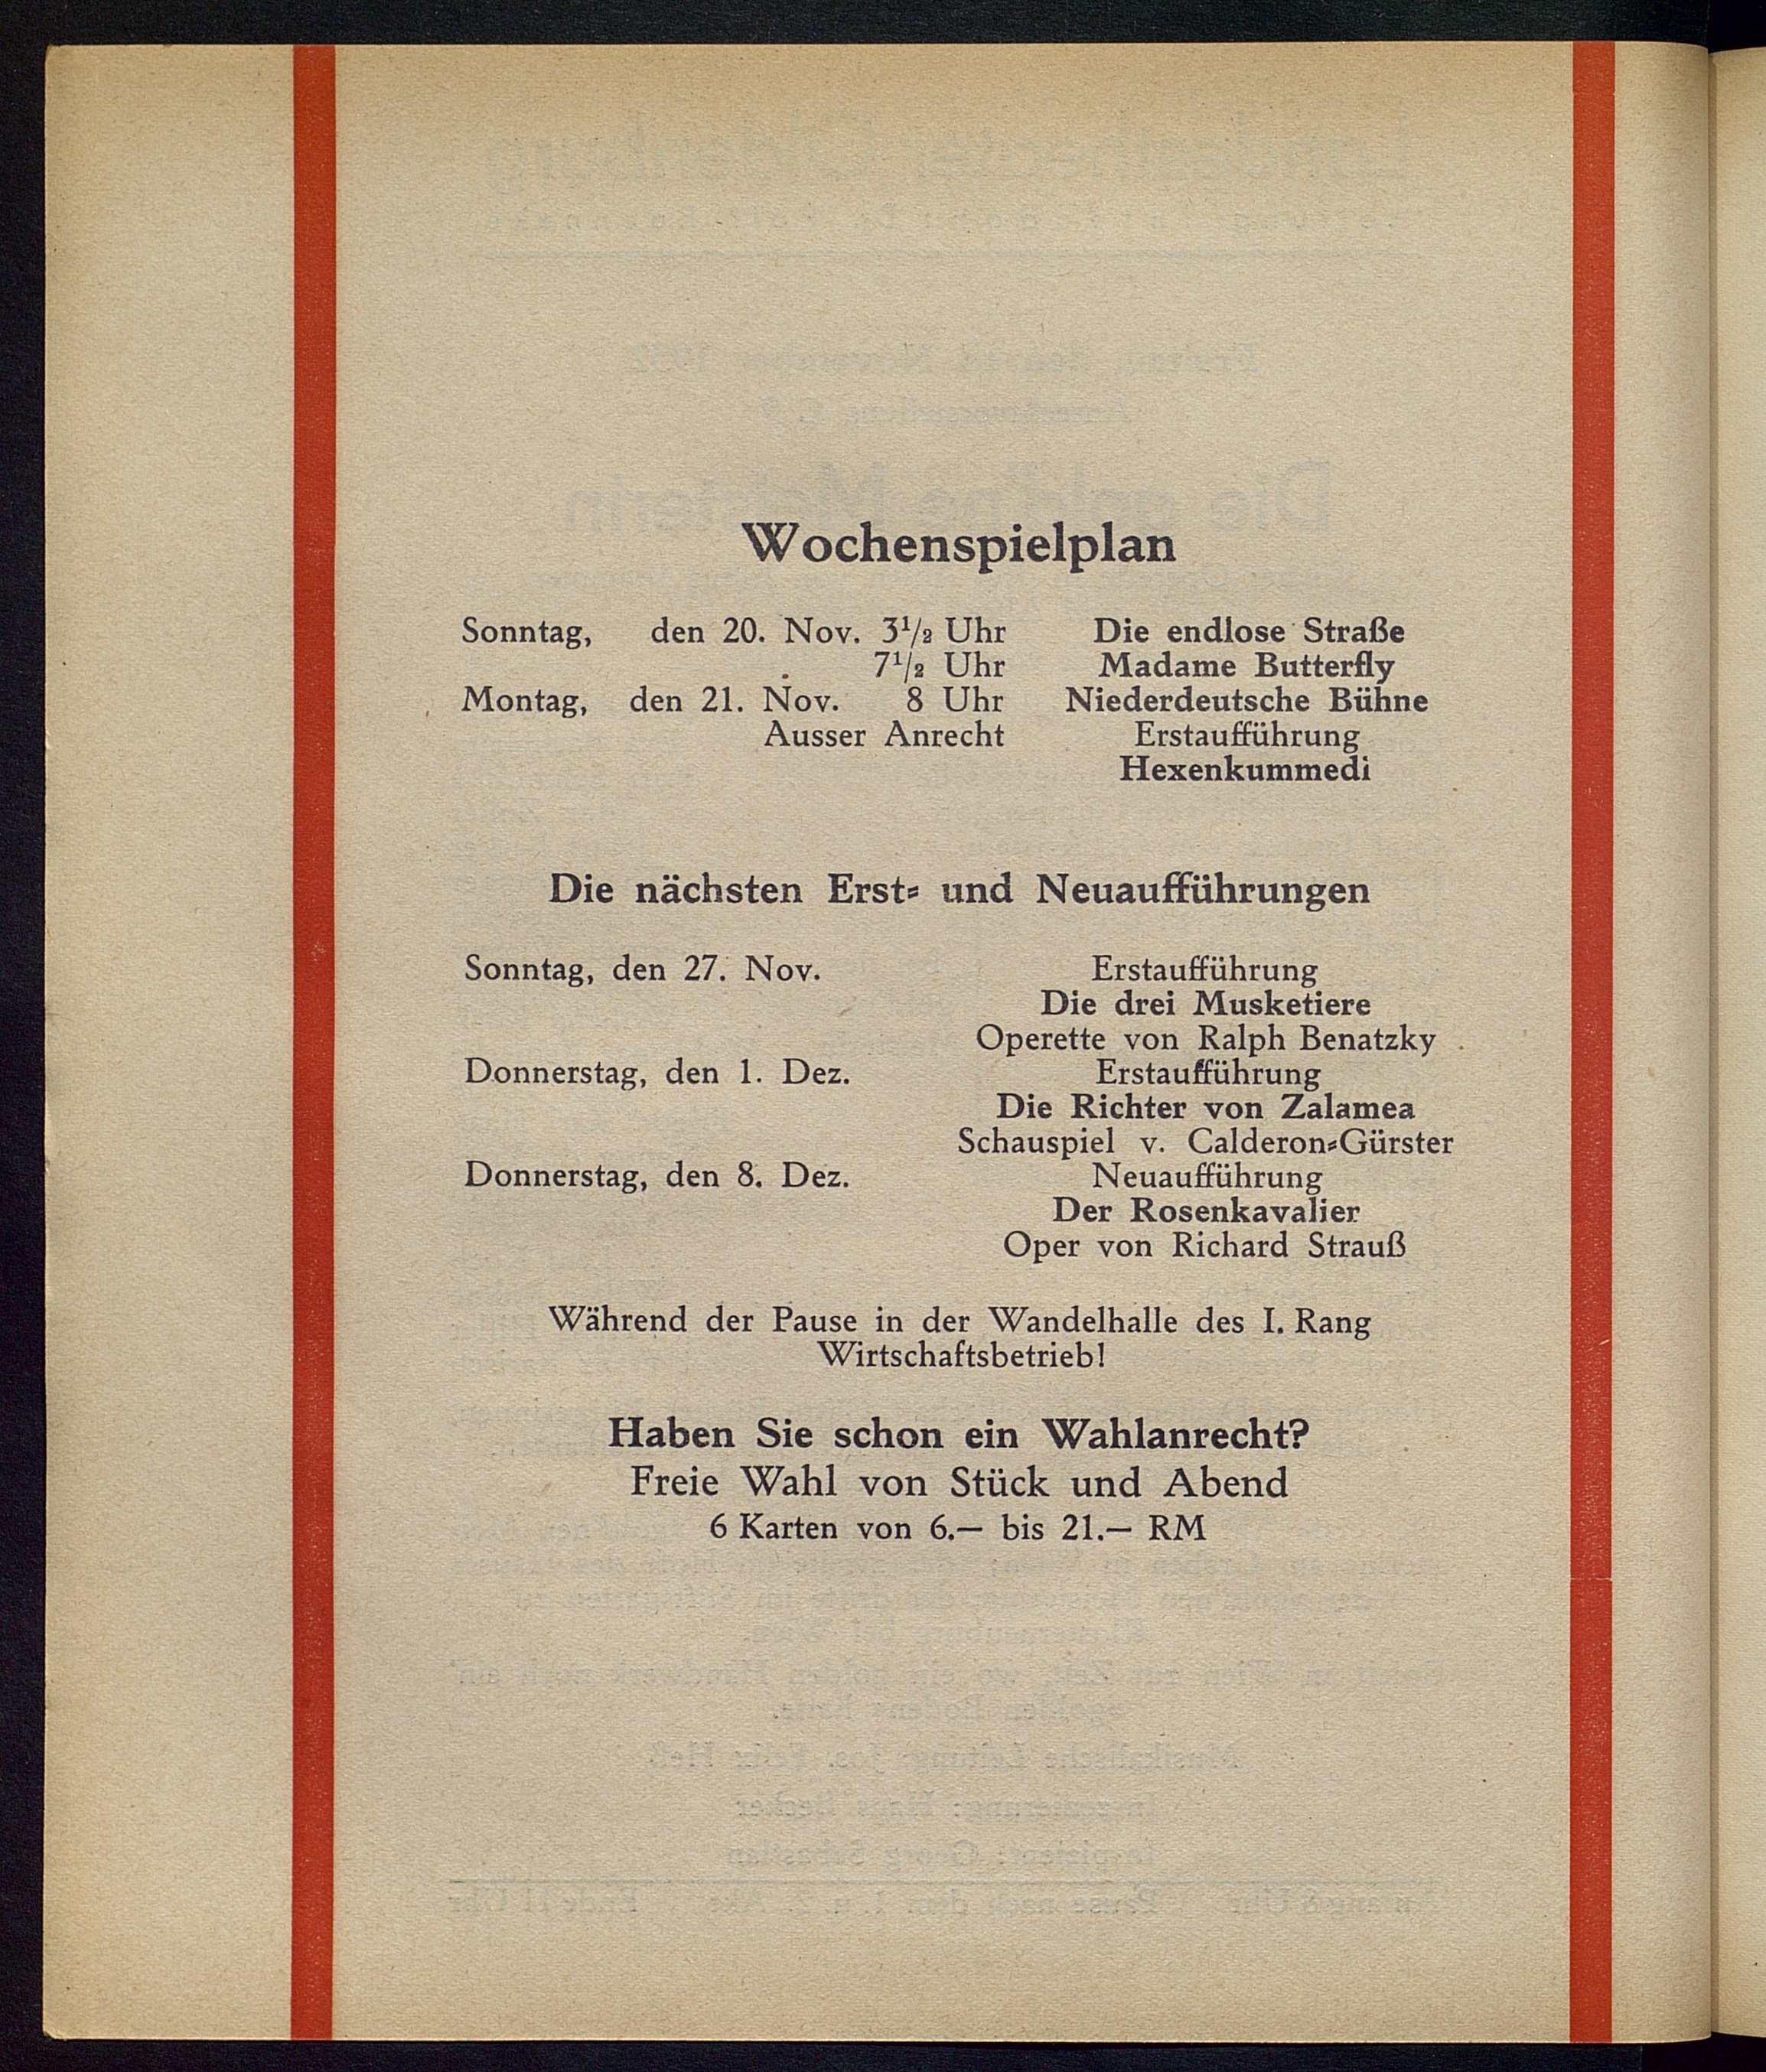 Wochenspielplan
Sonntag, den 20. Nov. 3½ Uhr Die endlose Straße
7½ Uhr Madame Butterfly
Montag, den 21. Nov. 8 Uhr Niederdeutsche Bühne
Ausser Anrecht Erstaufführung
Hexenkummedi
Die nächsten Erst= und Neuaufführungen
Sonntag, den 27. Nov. Erstaufführung
Die drei Musketiere
Operette von Ralph Benatzky
Donnerstag, den 1. Dez. Erstaufführung
Die Richter von Zalamea
Schauspiel v. Calderon=Gürster
Donnerstag, den 8. Dez. Neuaufführung
Der Rosenkavalier
Oper von Richard Strauß
Während der Pause in der Wandelhalle des I. Rang
Wirtschaftsbetrieb!
Haben Sie schon ein Wahlanrecht?
Freie Wahl von Stück und Abend
6 Karten von 6.— bis 21.— RM